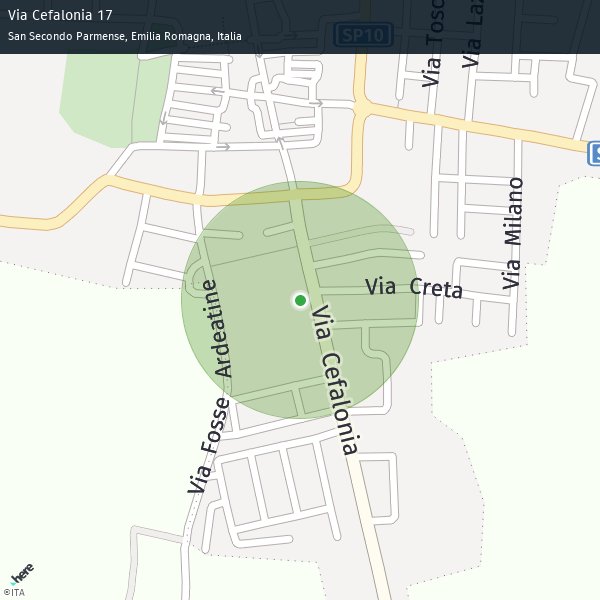 Via Cefalonia 17
San Secondo Parmense, Emilia Romagna, Italia
SP10
Via Tosc
Via Laz
S
Via Milano
Via Creta
Via Fosse Ardeatine
Via Cefalonia
here
©ITA